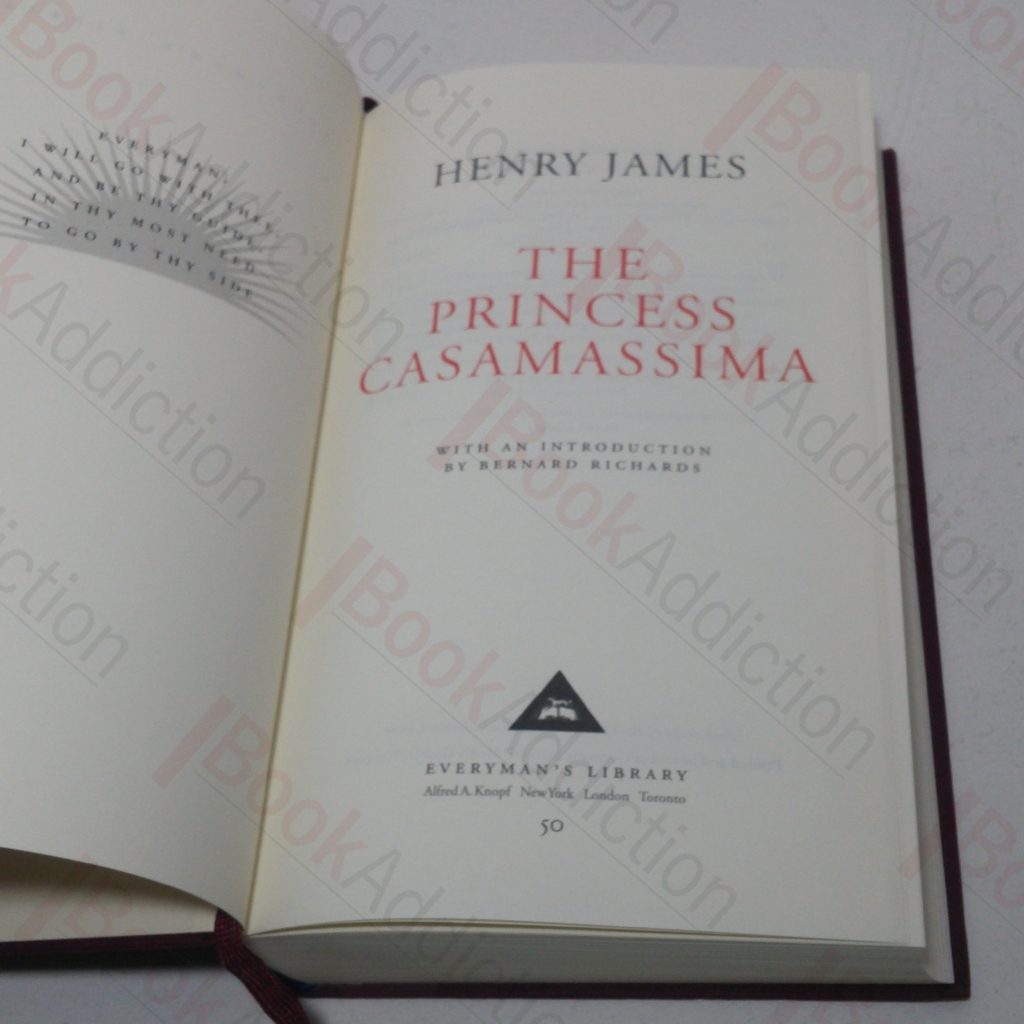 EVERYMAN,
I WILL GO WITH THEE,
AND BE THY GUIDE,
IN THY MOST NEED
TO GO BY THY SIDE
HENRY JAMES
THE
PRINCESS
CASAMASSIMA
WITH AN INTRODUCTION
BY BERNARD RICHARDS
EVERYMAN'S LIBRARY
Alfred A. Knopf New York London Toronto
50
BookAddiction